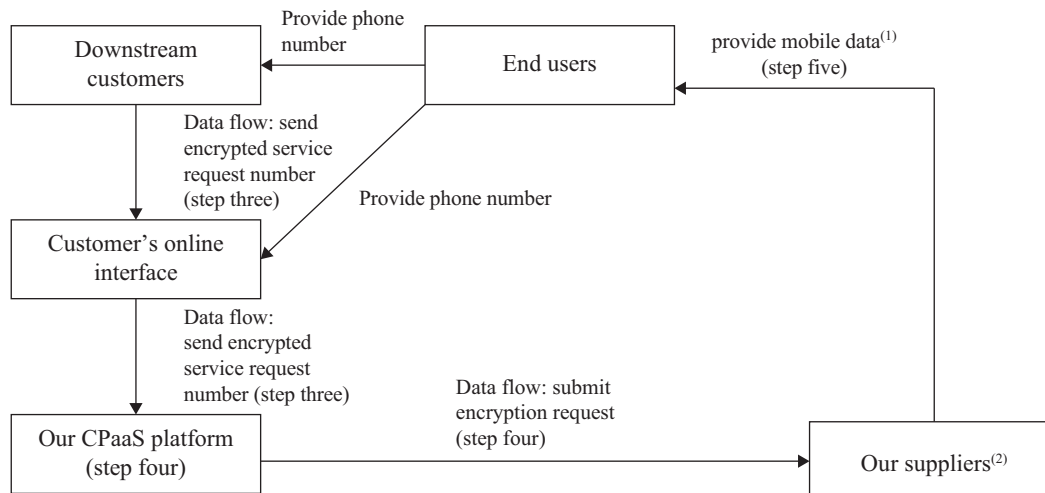 Provide phone
number
Downstream
customers
End users
provide mobile data(1)
(step five)
Data flow: send
encrypted service
request number
(step three)
Provide phone number
Customer’s online
interface
Data flow:
send encrypted
service request
number (step three)
Data flow: submit
encryption request
(step four)
Our CPaaS platform
(step four)
Our suppliers(2)